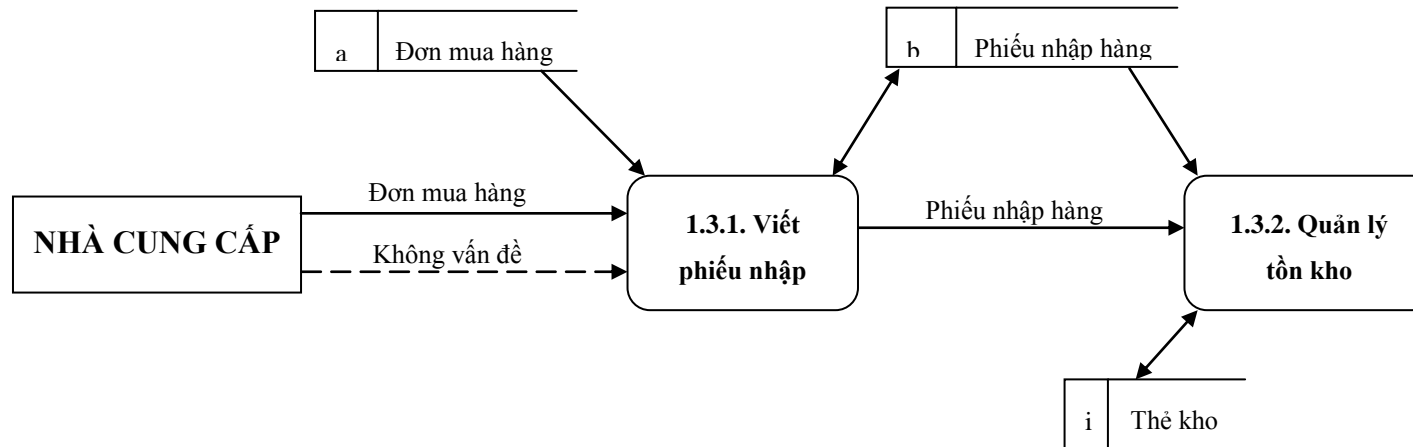 a Đơn mua hàng
b Phiếu nhập hàng
Đơn mua hàng
NHÀ CUNG CẤP
Không vấn đề
1.3.1. Viết
phiếu nhập
Phiếu nhập hàng
1.3.2. Quản lý
tồn kho
i Thẻ kho